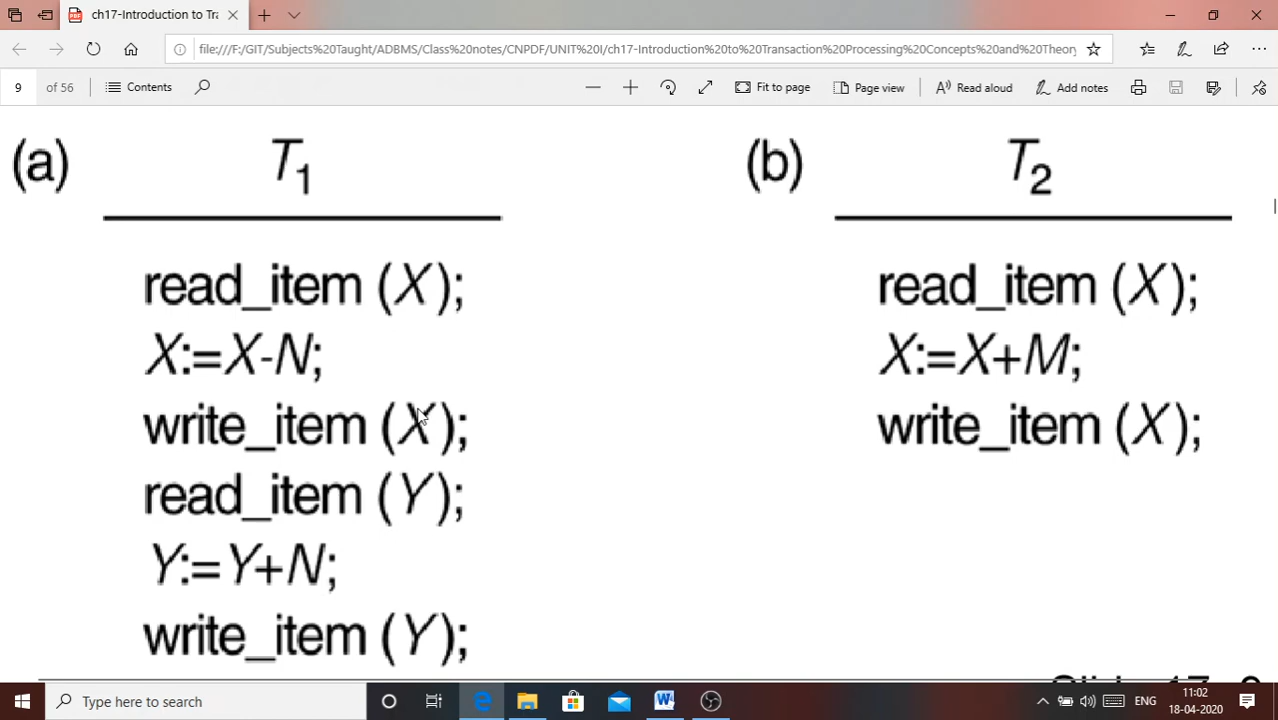 ch17-Introduction to Tra
file:///F:/GIT/Subjects%20Taught/ADBMS/Class%20notes/CNPDF/UNIT%20I/ch17-Introduction%20to%20Transaction%20Processing%20Concepts%20and%20Theory
9 of 56 Contents Fit to page Page view Read aloud Add notes
(a) T1 (b) T2
read_item (X); read_item (X);
X:=X-N; X:=X+M;
write_item (X); write_item (X);
read_item (Y);
Y:=Y+N;
write_item (Y);
Type here to search
ENG
11:02
18-04-2020